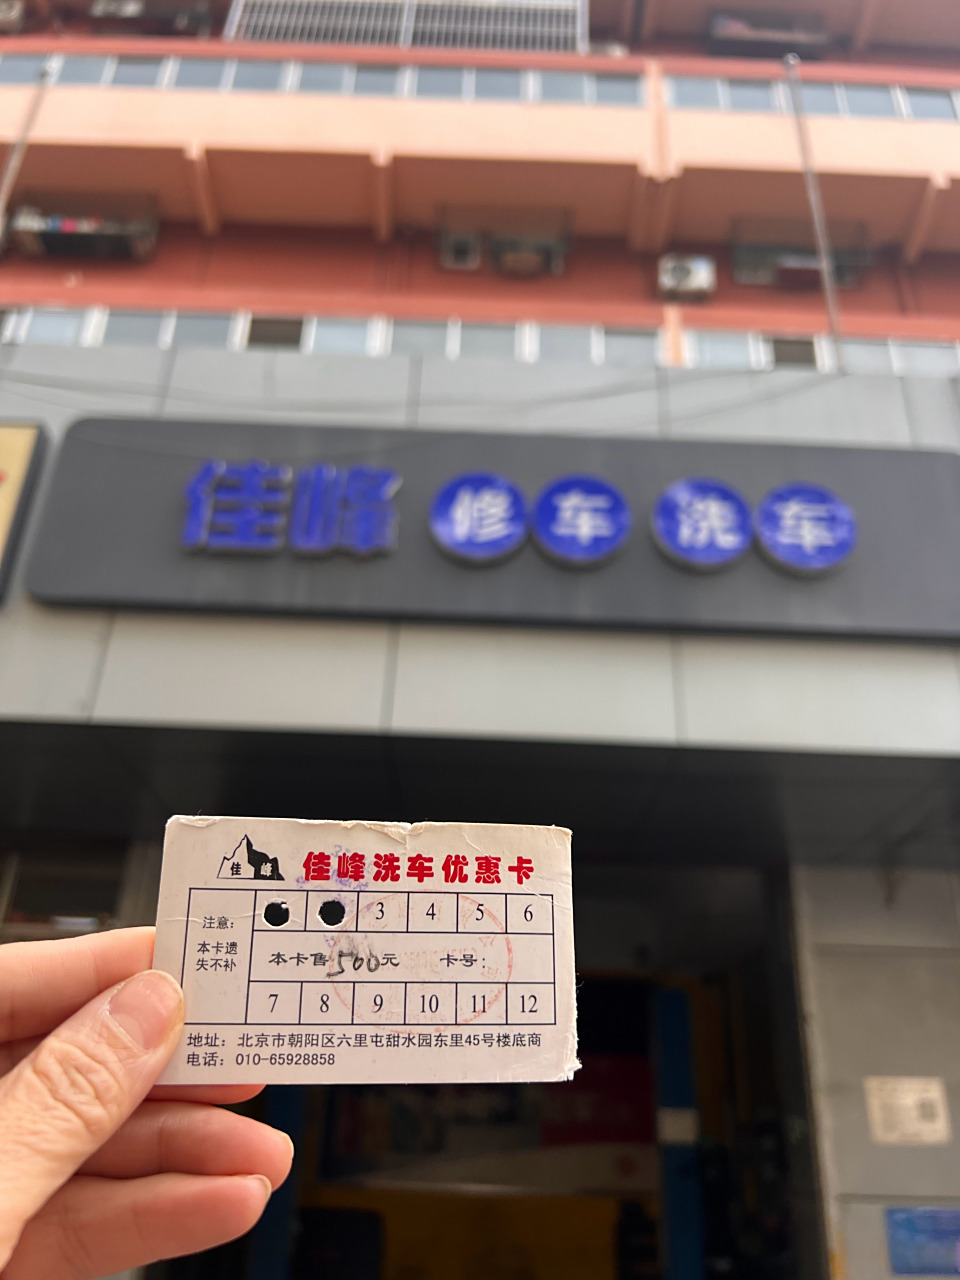 佳峰 修车 洗车
佳峰
佳峰洗车优惠卡
注意：
本卡遗
失不补
3 4 5 6
本卡售500元 卡号：
7 8 9 10 11 12
地址：北京市朝阳区六里屯甜水园东里45号楼底商
电话：010-65928858